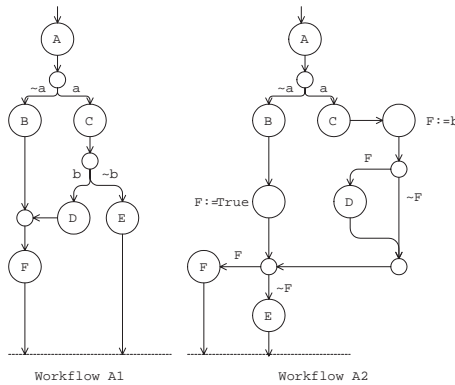 A
A
~a a
~a a
B
C
B
C
F:=b
b ~b
F
D
E
F:=True
D
~F
F
F
F
~F
E
Workflow A1
Workflow A2